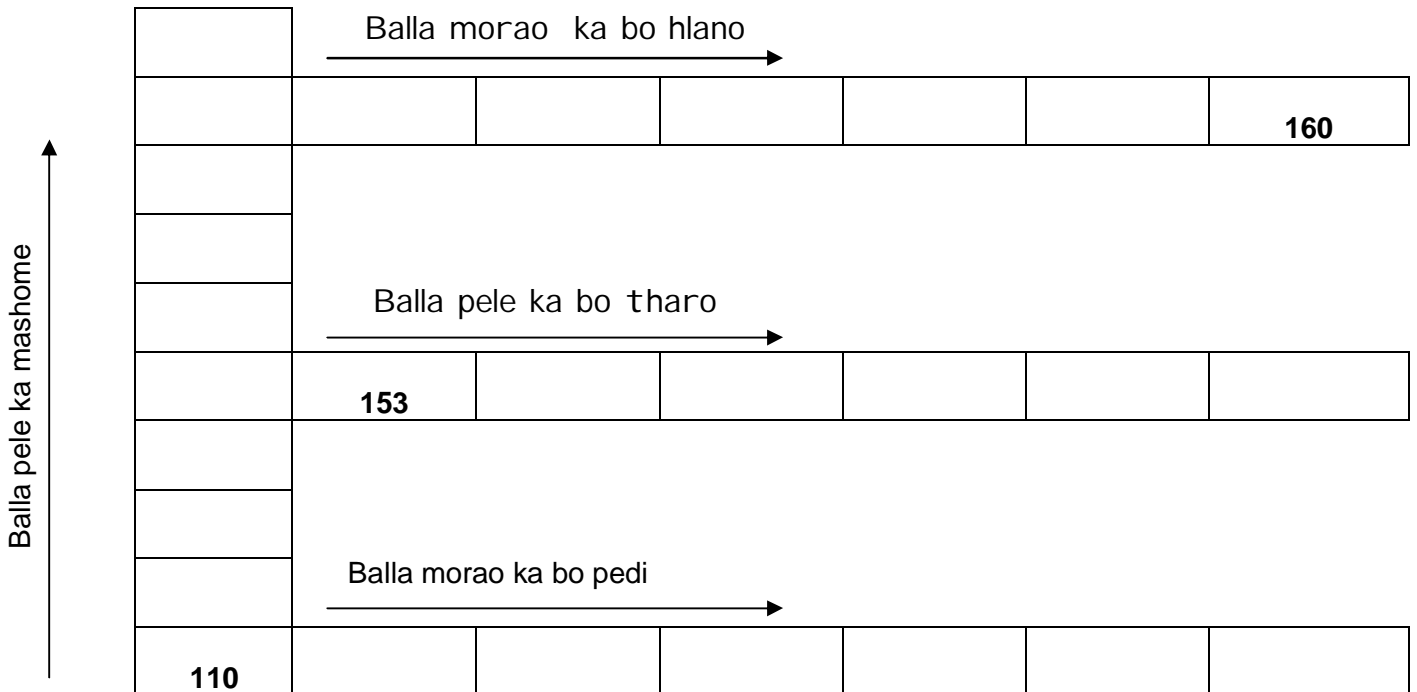 Balla morao ka bo hlano
160
Balla pele ka mashome
Balla pele ka bo tharo
153
Balla morao ka bo pedi
110